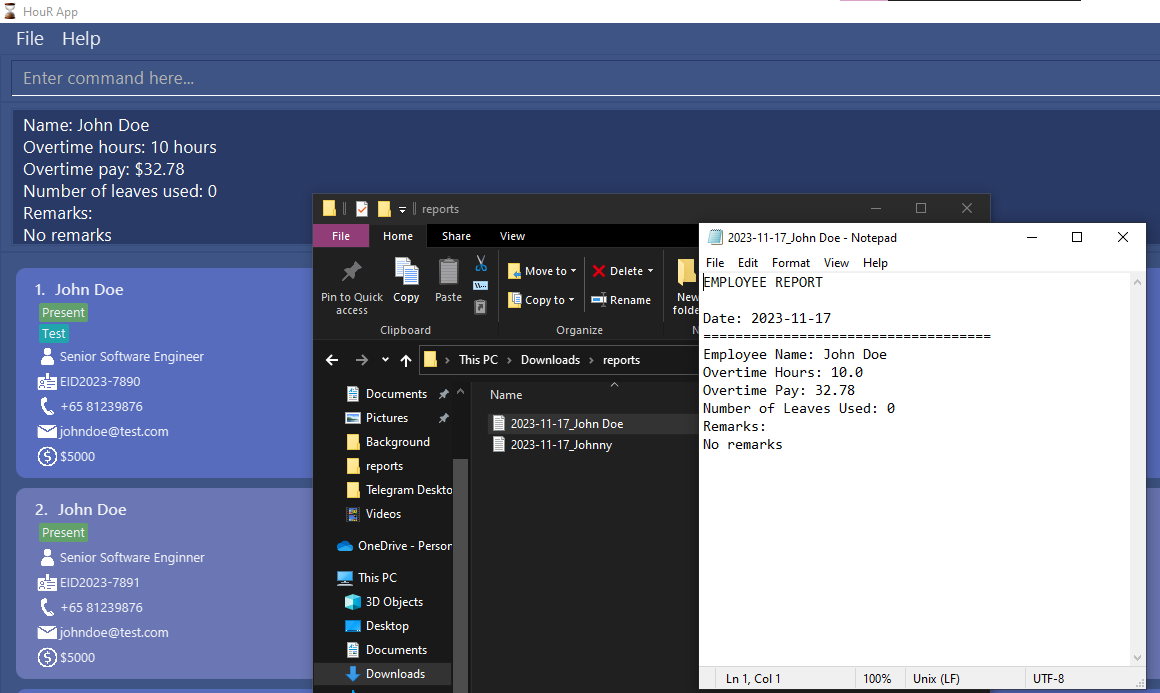 HouR App
File Help
Enter command here...
Name: John Doe
Overtime hours: 10 hours
Overtime pay: $32.78
Number of leaves used: 0
Remarks:
No remarks
1. John Doe
Present
Test
Senior Software Engineer
EID2023-7890
+65 81239876
johndoe@test.com
$5000
2. John Doe
Present
Senior Software Enginner
EID2023-7891
+65 81239876
johndoe@test.com
$5000
reports
File Home Share View
Pin to Quick
access
Copy
Paste
Clipboard
Move to
Copy to
Delete
Rename
Organize
New
folde
This PC > Downloads > reports
Documents
Pictures
Background
reports
Telegram Deskto
Videos
OneDrive - Person
This PC
3D Objects
Desktop
Documents
Downloads
Name
2023-11-17_John Doe
2023-11-17_Johnny
2023-11-17_John Doe - Notepad
File Edit Format View Help
EMPLOYEE REPORT
Date: 2023-11-17
====================================
Employee Name: John Doe
Overtime Hours: 10.0
Overtime Pay: 32.78
Number of Leaves Used: 0
Remarks:
No remarks
Ln 1, Col 1
100%
Unix (LF)
UTF-8